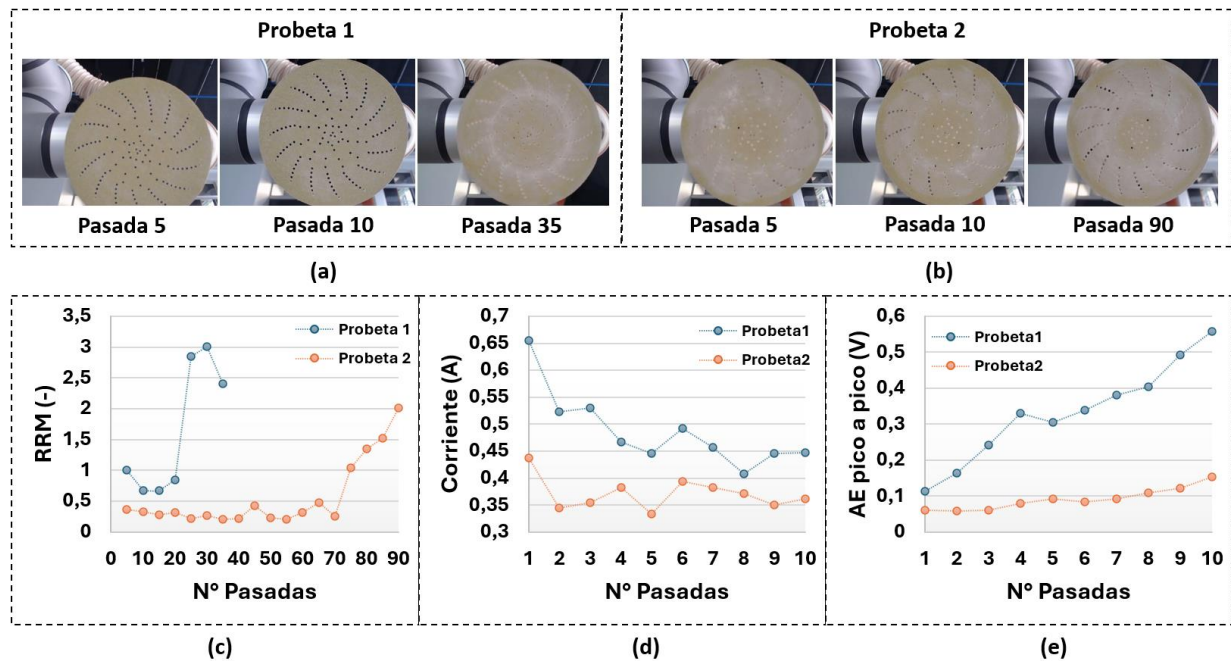 Probeta 1
Probeta 2
Pasada 5
Pasada 10
Pasada 35
Pasada 5
Pasada 10
Pasada 90
(a)
(b)
RRM (-)
3,5
3
2,5
2
1,5
1
0,5
0
0 10 20 30 40 50 60 70 80 90
Nº Pasadas
Probeta 1
Probeta 2
Corriente (A)
0,7
0,65
0,6
0,55
0,5
0,45
0,4
0,35
0,3
1 2 3 4 5 6 7 8 9 10
Nº Pasadas
Probeta1
Probeta2
AE pico a pico (V)
0,6
0,5
0,4
0,3
0,2
0,1
0
1 2 3 4 5 6 7 8 9 10
Nº Pasadas
Probeta1
Probeta2
(c)
(d)
(e)